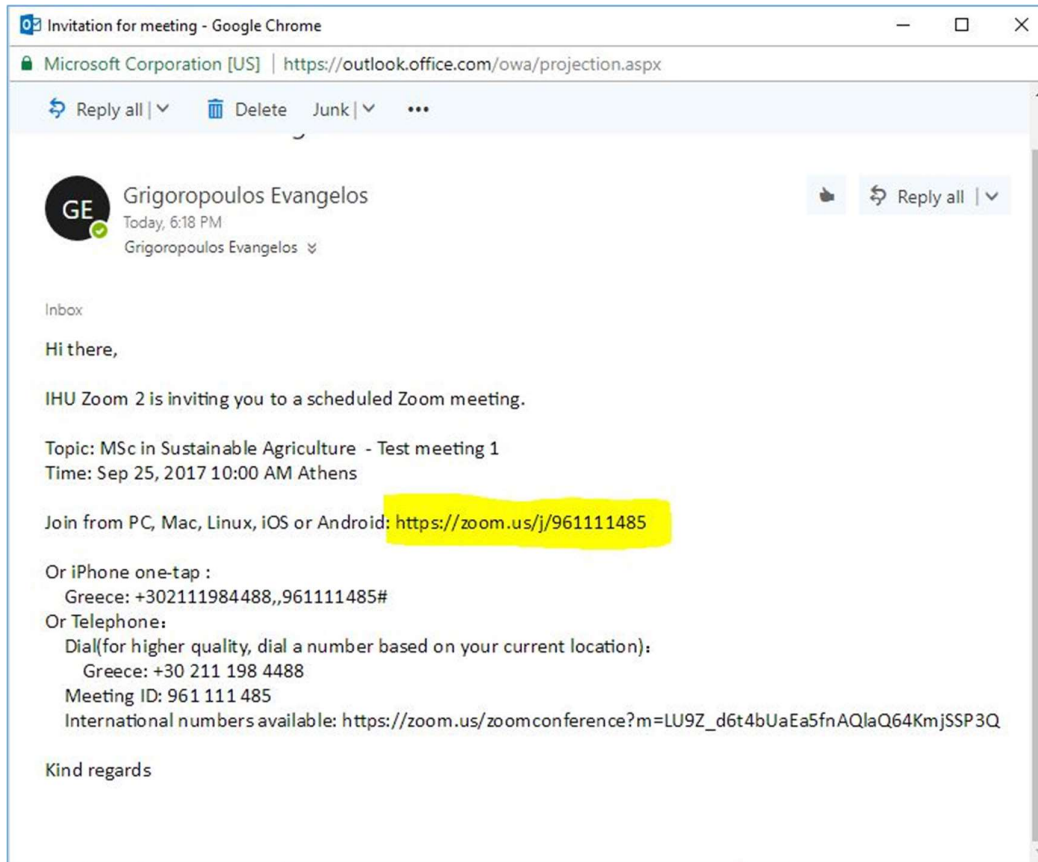 Invitation for meeting - Google Chrome
Microsoft Corporation [US] | https://outlook.office.com/owa/projection.aspx
Reply all | Delete Junk | •••
GE
Grigoropoulos Evangelos
Reply all |
Today, 6:18 PM
Grigoropoulos Evangelos
Inbox
Hi there,
IHU Zoom 2 is inviting you to a scheduled Zoom meeting.
Topic: MSc in Sustainable Agriculture - Test meeting 1
Time: Sep 25, 2017 10:00 AM Athens
Join from PC, Mac, Linux, iOS or Android: https://zoom.us/j/961111485
Or iPhone one-tap :
Greece: +302111984488,,961111485#
Or Telephone:
Dial(for higher quality, dial a number based on your current location):
Greece: +30 211 198 4488
Meeting ID: 961 111 485
International numbers available: https://zoom.us/zoomconference?m=LU9Z_d6t4bUaEa5fnAQlaQ64KmjSSP3Q
Kind regards